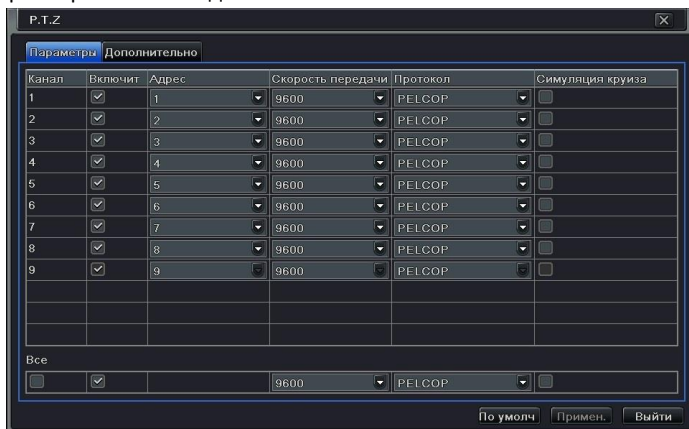 P.T.Z
Параметры Дополнительно
Канал Включит Адрес Скорость передачи Протокол Симуляция круиза
1 1 9600 PELCOP
2 2 9600 PELCOP
3 3 9600 PELCOP
4 4 9600 PELCOP
5 5 9600 PELCOP
6 6 9600 PELCOP
7 7 9600 PELCOP
8 8 9600 PELCOP
9 9 9600 PELCOP
Все
9600 PELCOP
По умолч Примен. Выйти